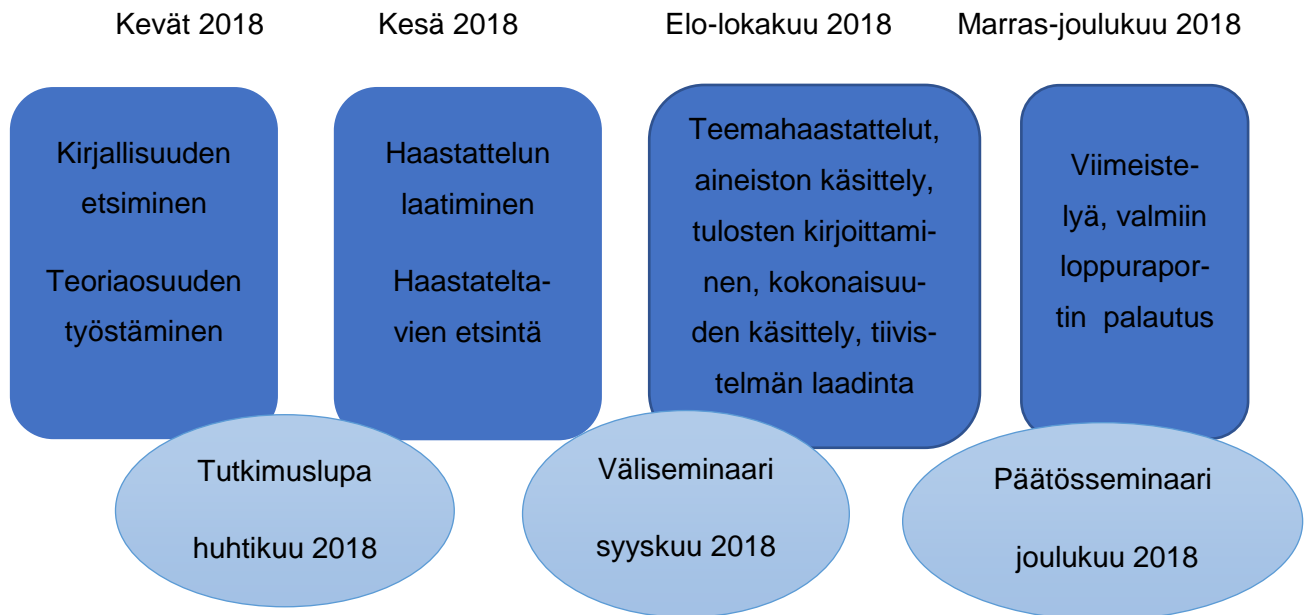 Kevät 2018
Kesä 2018
Elo-lokakuu 2018
Marras-joulukuu 2018
Kirjallisuuden
etsiminen
Teoriaosuuden
työstäminen
Haastattelun
laatiminen
Haastatelta-
vien etsintä
Teemahaastattelut,
aineiston käsittely,
tulosten kirjoittami-
nen, kokonaisuu-
den käsittely, tiivis-
telmän laadinta
Viimeiste-
lyä, valmiin
loppurapor-
tin palautus
Tutkimuslupa
huhtikuu 2018
Väliseminaari
syyskuu 2018
Päätösseminaari
joulukuu 2018